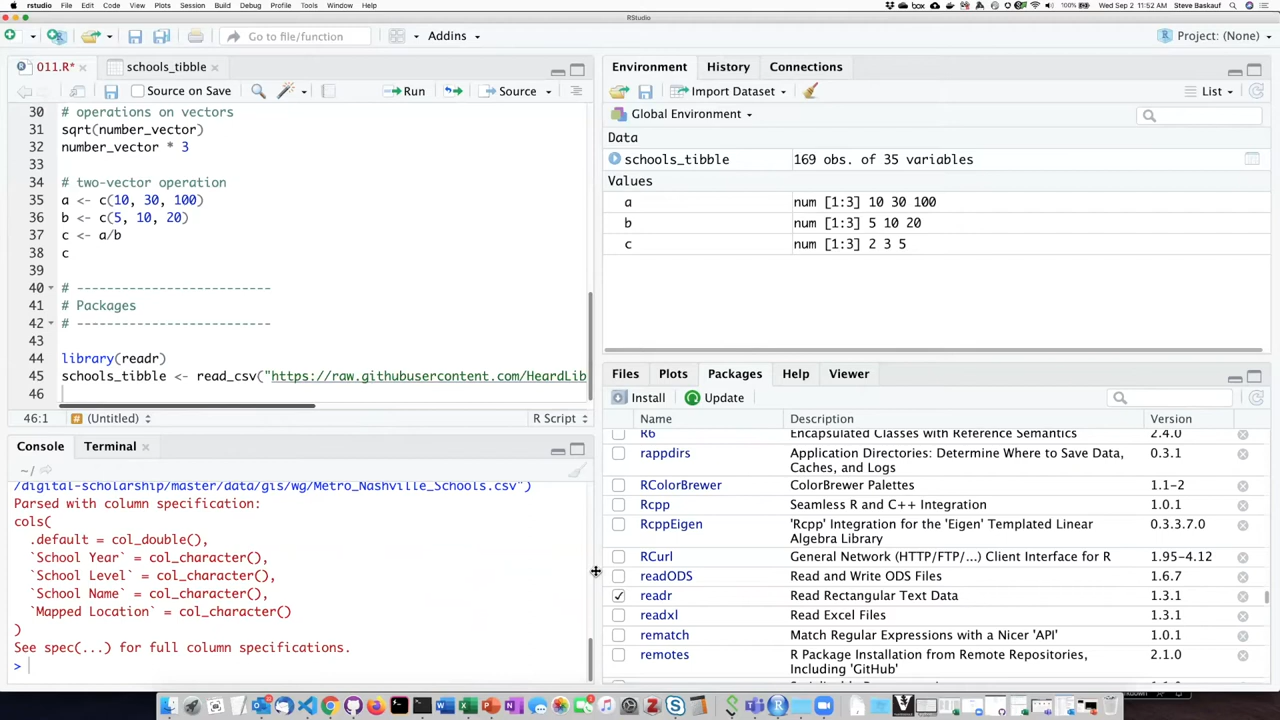 rstudio File Edit Code View Plots Session Build Debug Profile Tools Window Help
100% Wed Sep 2 11:52 AM Steve Baskauf
RStudio
Go to file/function
Addins
Project: (None)
011.R*
schools_tibble
Source on Save
Run
Source
30 # operations on vectors
31 sqrt(number_vector)
32 number_vector * 3
33
34 # two-vector operation
35 a <- c(10, 30, 100)
36 b <- c(5, 10, 20)
37 c <- a/b
38 c
39
40 # --------------------------
41 # Packages
42 # --------------------------
43
44 library(readr)
45 schools_tibble <- read_csv("https://raw.githubusercontent.com/HeardLib
46
46:1 # (Untitled) R Script
Console Terminal
~/
/digital-scholarship/master/data/gis/wg/Metro_Nashville_Schools.csv")
Parsed with column specification:
cols(
.default = col_double(),
`School Year` = col_character(),
`School Level` = col_character(),
`School Name` = col_character(),
`Mapped Location` = col_character()
)
See spec(...) for full column specifications.
>
Environment History Connections
Import Dataset
List
Global Environment
Data
schools_tibble 169 obs. of 35 variables
Values
a num [1:3] 10 30 100
b num [1:3] 5 10 20
c num [1:3] 2 3 5
Files Plots Packages Help Viewer
Install Update
Name Description Version
R6 Encapsulated Classes with Reference Semantics 2.4.0
rappdirs Application Directories: Determine Where to Save Data, 0.3.1
Caches, and Logs
RColorBrewer ColorBrewer Palettes 1.1-2
Rcpp Seamless R and C++ Integration 1.0.3
RcppEigen 'Rcpp' Integration for the 'Eigen' Templated Linear 0.3.3.7.0
Algebra Library
RCurl General Network (HTTP/FTP/...) Client Interface for R 1.95-4.12
readODS Read and Write ODS Files 1.6.7
readr Read Rectangular Text Data 1.3.1
readxl Read Excel Files 1.3.1
rematch Match Regular Expressions with a Nicer 'API' 1.0.1
remotes R Package Installation from Remote Repositories, 2.1.0
Including 'GitHub'